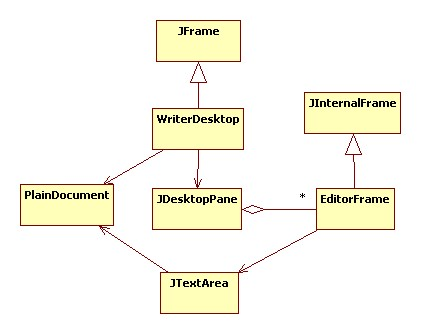 JFrame
JInternalFrame
WriterDesktop
PlainDocument
JDesktopPane
*
EditorFrame
JTextArea